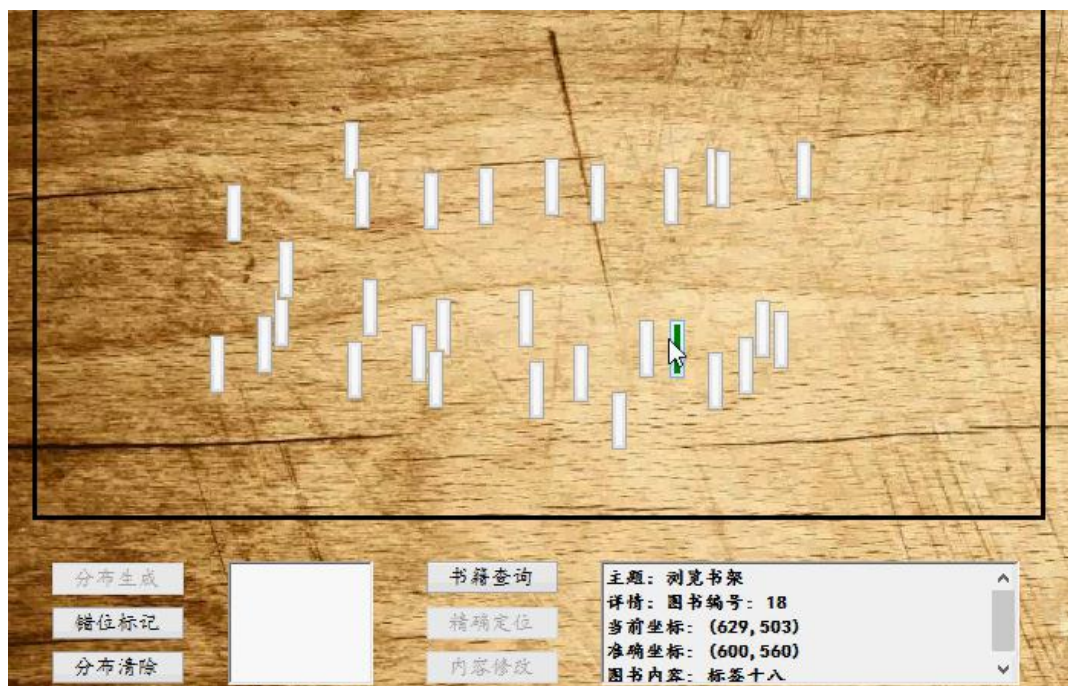 分布生成
错位标记
分布清除
书籍查询
精确定位
内容修改
主题: 浏览书架
详情: 图书编号: 18
当前坐标: (629,503)
准确坐标: (600,560)
图书内容: 标签十八